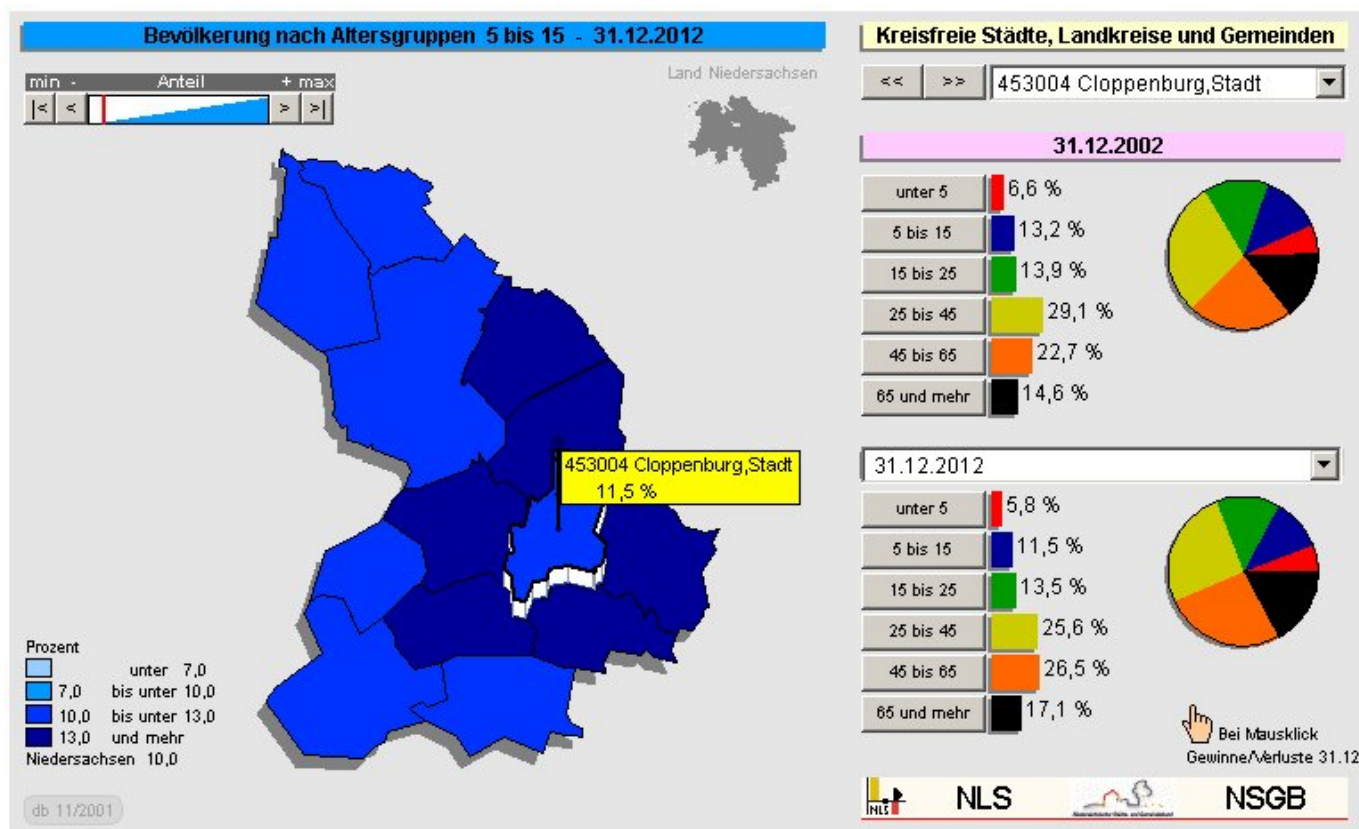 Bevölkerung nach Altersgruppen 5 bis 15 - 31.12.2012
min - Anteil + max
|< < > >|
Land Niedersachsen
453004 Cloppenburg,Stadt
11,5 %
Prozent
unter 7,0
7,0 bis unter 10,0
10,0 bis unter 13,0
13,0 und mehr
Niedersachsen 10,0
db 11/2001
Kreisfreie Städte, Landkreise und Gemeinden
<< >> 453004 Cloppenburg,Stadt
31.12.2002
unter 5 6,6 %
5 bis 15 13,2 %
15 bis 25 13,9 %
25 bis 45 29,1 %
45 bis 65 22,7 %
65 und mehr 14,6 %
31.12.2012
unter 5 5,8 %
5 bis 15 11,5 %
15 bis 25 13,5 %
25 bis 45 25,6 %
45 bis 65 26,5 %
65 und mehr 17,1 %
Bei Mausklick
Gewinne/Verluste 31.12
NLS NLS NSGB